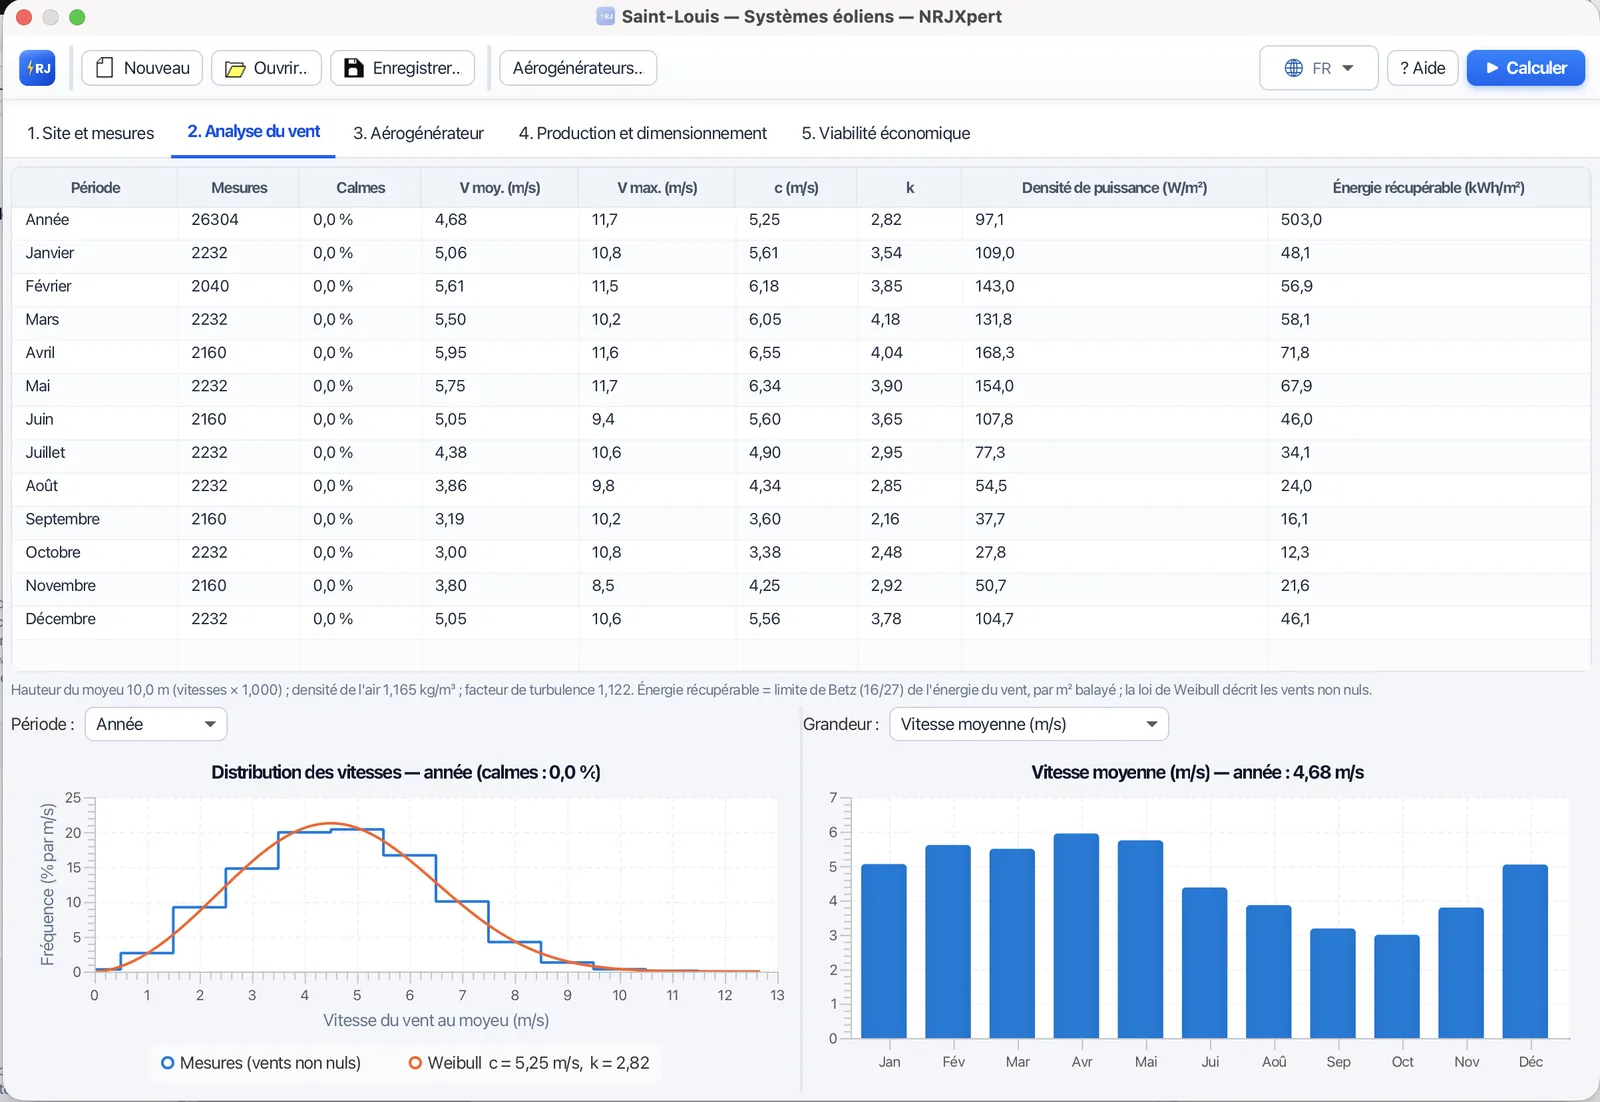 Saint-Louis — Systèmes éoliens — NRJXpert
RJ Nouveau Ouvrir.. Enregistrer.. Aérogénérateurs.. FR ? Aide Calculer
1. Site et mesures 2. Analyse du vent 3. Aérogénérateur 4. Production et dimensionnement 5. Viabilité économique
Période Mesures Calmes V moy. (m/s) V max. (m/s) c (m/s) k Densité de puissance (W/m²) Énergie récupérable (kWh/m²)
Année 26304 0,0 % 4,68 11,7 5,25 2,82 97,1 503,0
Janvier 2232 0,0 % 5,06 10,8 5,61 3,54 109,0 48,1
Février 2040 0,0 % 5,61 11,5 6,18 3,85 143,0 56,9
Mars 2232 0,0 % 5,50 10,2 6,05 4,18 131,8 58,1
Avril 2160 0,0 % 5,95 11,6 6,55 4,04 168,3 71,8
Mai 2232 0,0 % 5,75 11,7 6,34 3,90 154,0 67,9
Juin 2160 0,0 % 5,05 9,4 5,60 3,65 107,8 46,0
Juillet 2232 0,0 % 4,38 10,6 4,90 2,95 77,3 34,1
Août 2232 0,0 % 3,86 9,8 4,34 2,85 54,5 24,0
Septembre 2160 0,0 % 3,19 10,2 3,60 2,16 37,7 16,1
Octobre 2232 0,0 % 3,00 10,8 3,38 2,48 27,8 12,3
Novembre 2160 0,0 % 3,80 8,5 4,25 2,92 50,7 21,6
Décembre 2232 0,0 % 5,05 10,6 5,56 3,78 104,7 46,1
Hauteur du moyeu 10,0 m (vitesses × 1,000) ; densité de l'air 1,165 kg/m³ ; facteur de turbulence 1,122. Énergie récupérable = limite de Betz (16/27) de l'énergie du vent, par m² balayé ; la loi de Weibull décrit les vents non nuls.
Période : Année
Distribution des vitesses — année (calmes : 0,0 %)
Fréquence (% par m/s)
25
20
15
10
5
0
0 1 2 3 4 5 6 7 8 9 10 11 12 13
Vitesse du vent au moyeu (m/s)
Mesures (vents non nuls) Weibull c = 5,25 m/s, k = 2,82
Grandeur : Vitesse moyenne (m/s)
Vitesse moyenne (m/s) — année : 4,68 m/s
7
6
5
4
3
2
1
0
Jan Fév Mar Avr Mai Jui Aoû Sep Oct Nov Déc